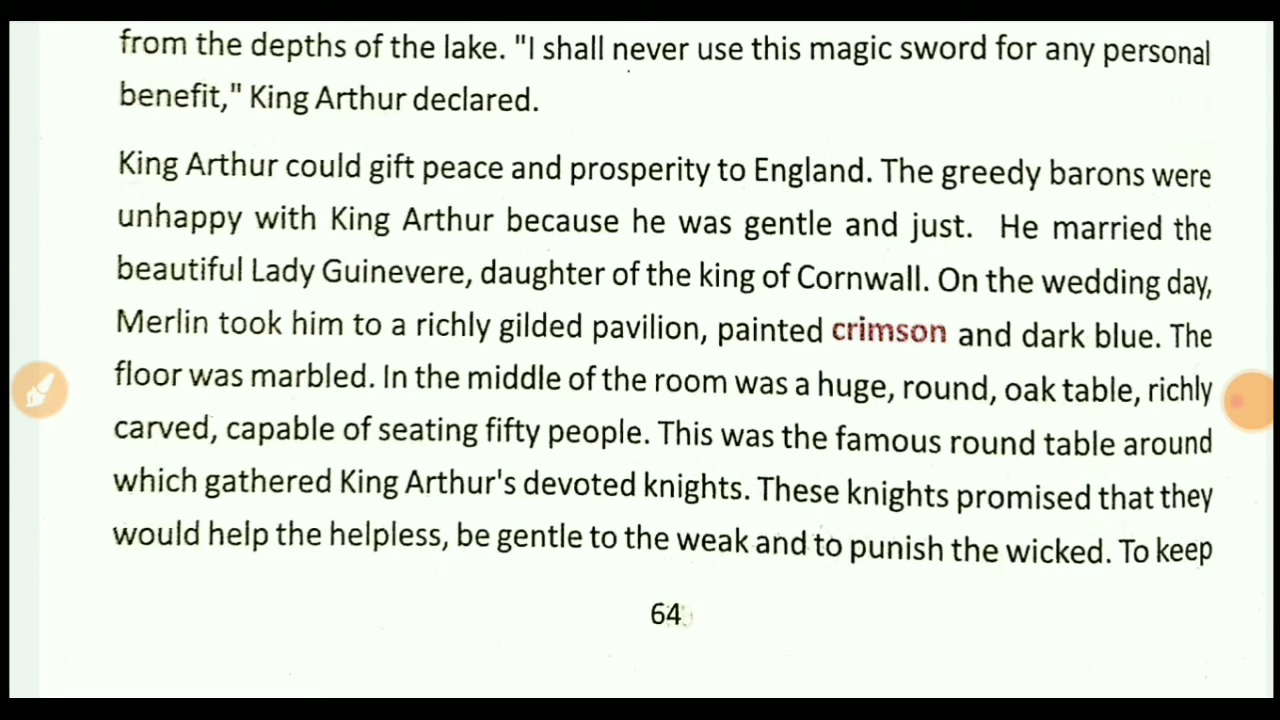 from the depths of the lake. "I shall never use this magic sword for any personal
benefit," King Arthur declared.
King Arthur could gift peace and prosperity to England. The greedy barons were
unhappy with King Arthur because he was gentle and just. He married the
beautiful Lady Guinevere, daughter of the king of Cornwall. On the wedding day,
Merlin took him to a richly gilded pavilion, painted crimson and dark blue. The
floor was marbled. In the middle of the room was a huge, round, oak table, richly
carved, capable of seating fifty people. This was the famous round table around
which gathered King Arthur's devoted knights. These knights promised that they
would help the helpless, be gentle to the weak and to punish the wicked. To keep
64